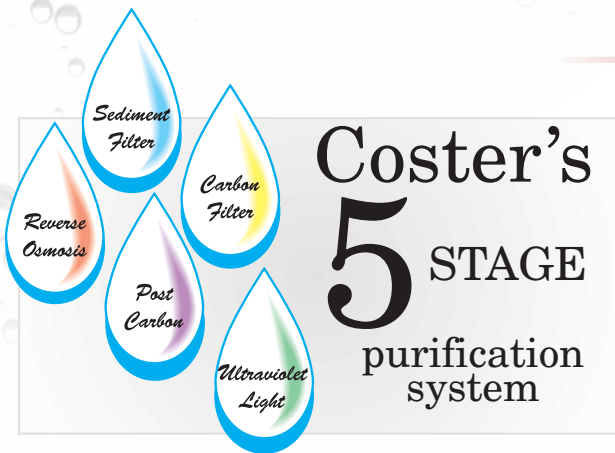 Sediment
Filter
Carbon
Filter
Reverse
Osmosis
Post
Carbon
Ultraviolet
Light
Coster’s
5 STAGE
purification
system